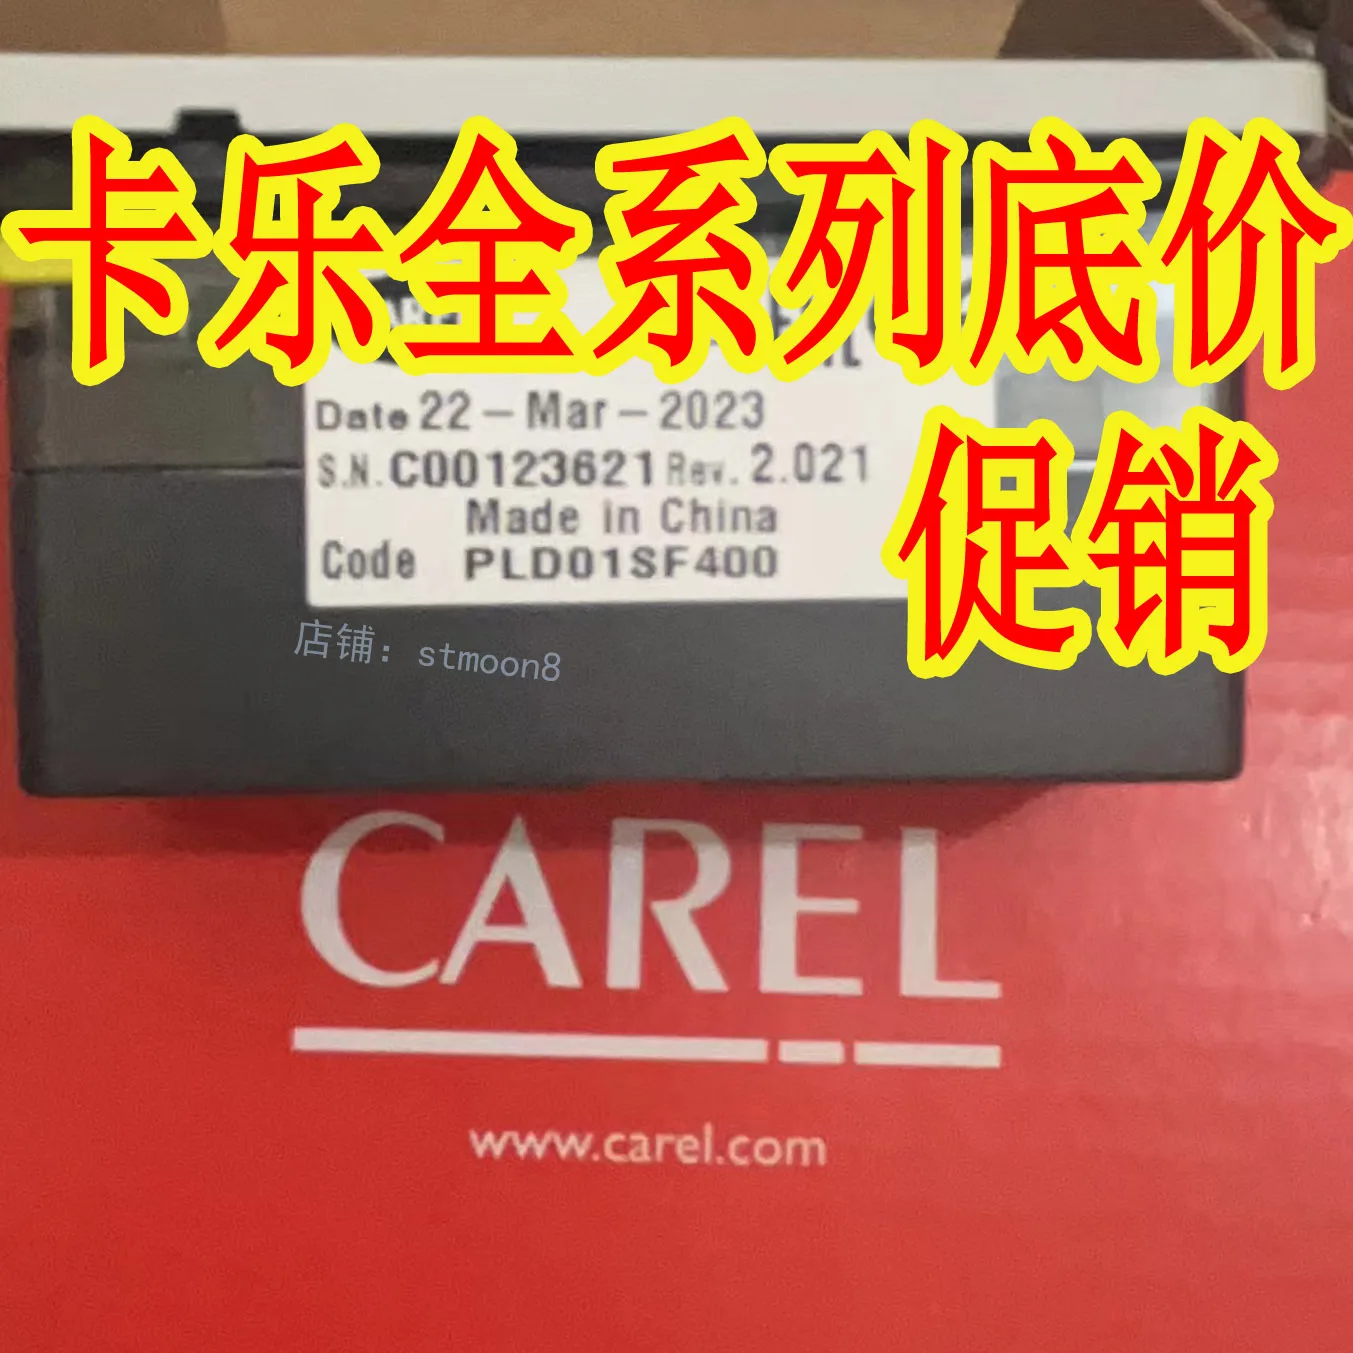 卡乐全系列底价
促销
Date 22-Mar-2023
S.N. C00123621 Rev. 2.021
Made in China
Code PLD01SF400
店铺：stmoon8
CAREL
www.carel.com